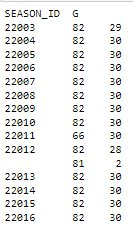 SEASON_ID  G
22003      82    29
22004      82    30
22005      82    30
22006      82    30
22007      82    30
22008      82    30
22009      82    30
22010      82    30
22011      66    30
22012      82    28
           81     2
22013      82    30
22014      82    30
22015      82    30
22016      82    30